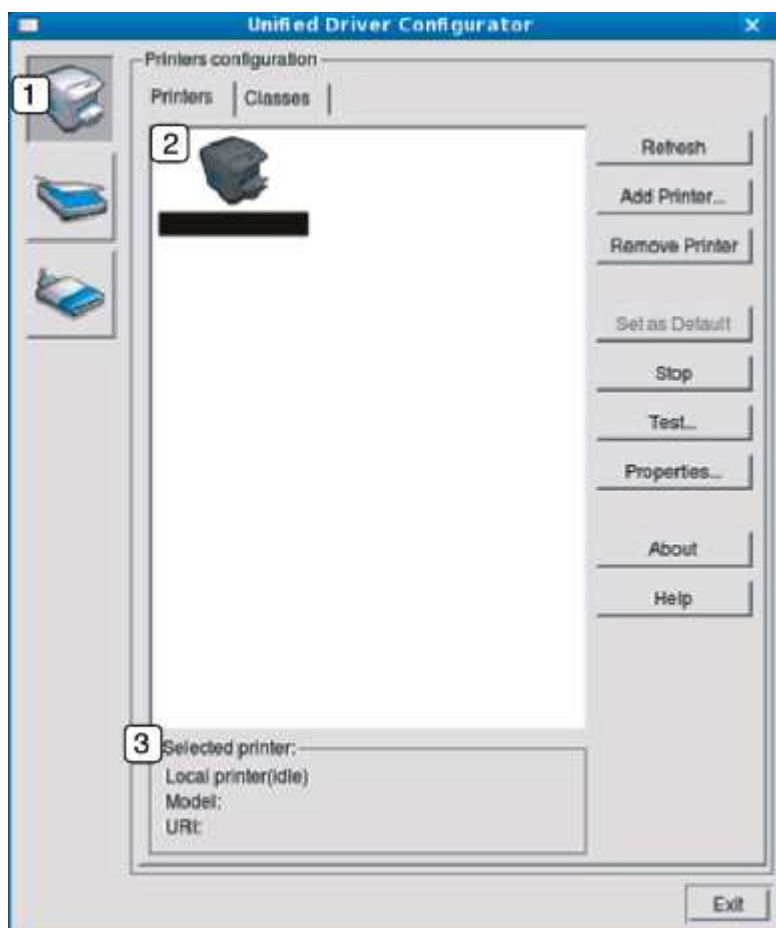 Unified Driver Configurator
1
Printers configuration
Printers
Classes
2
Refresh
Add Printer...
Remove Printer
Set as Default
Stop
Test...
Properties...
About
Help
3
Selected printer:
Local printer(idle)
Model:
URI:
Exit